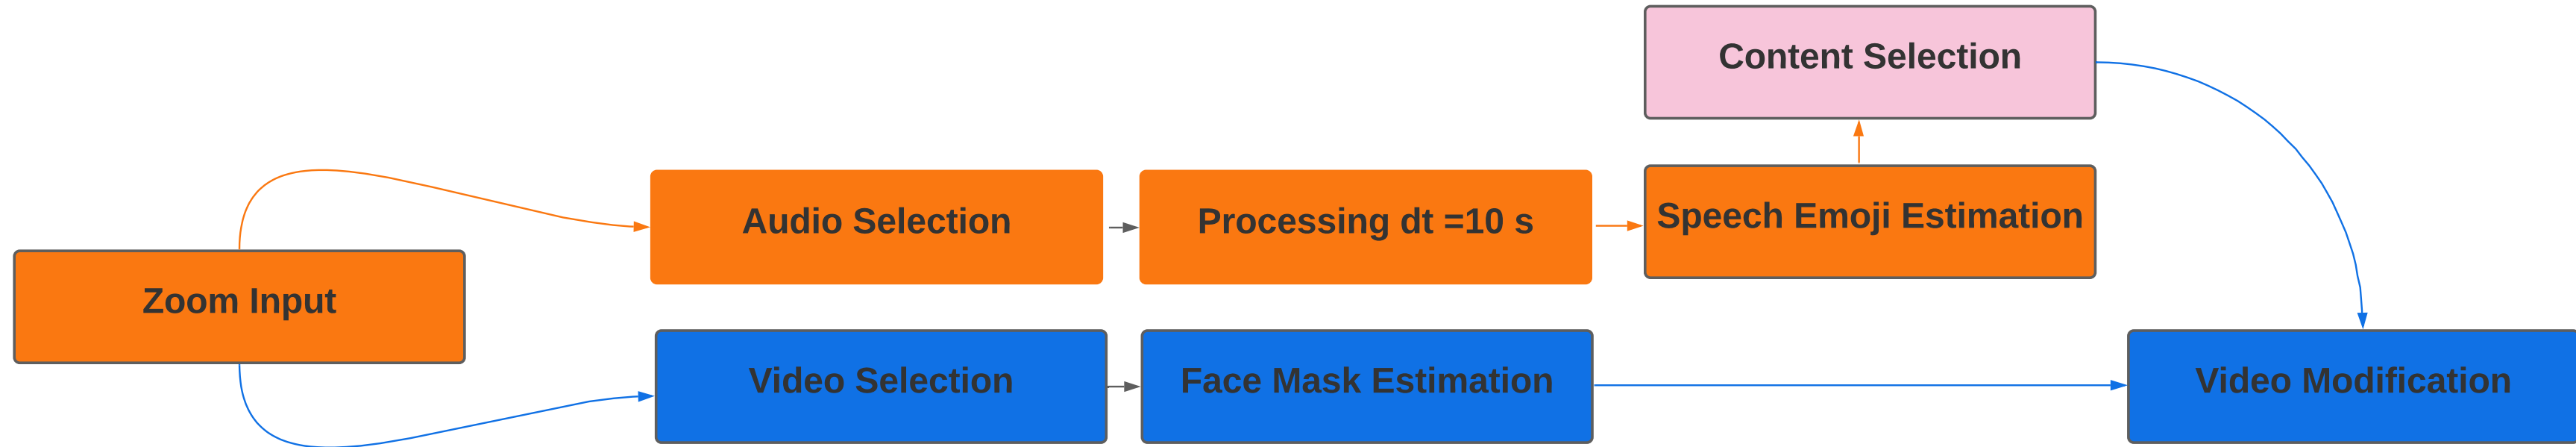 Content Selection
Audio Selection
Processing dt =10 s
Speech Emoji Estimation
Zoom Input
Video Selection
Face Mask Estimation
Video Modification